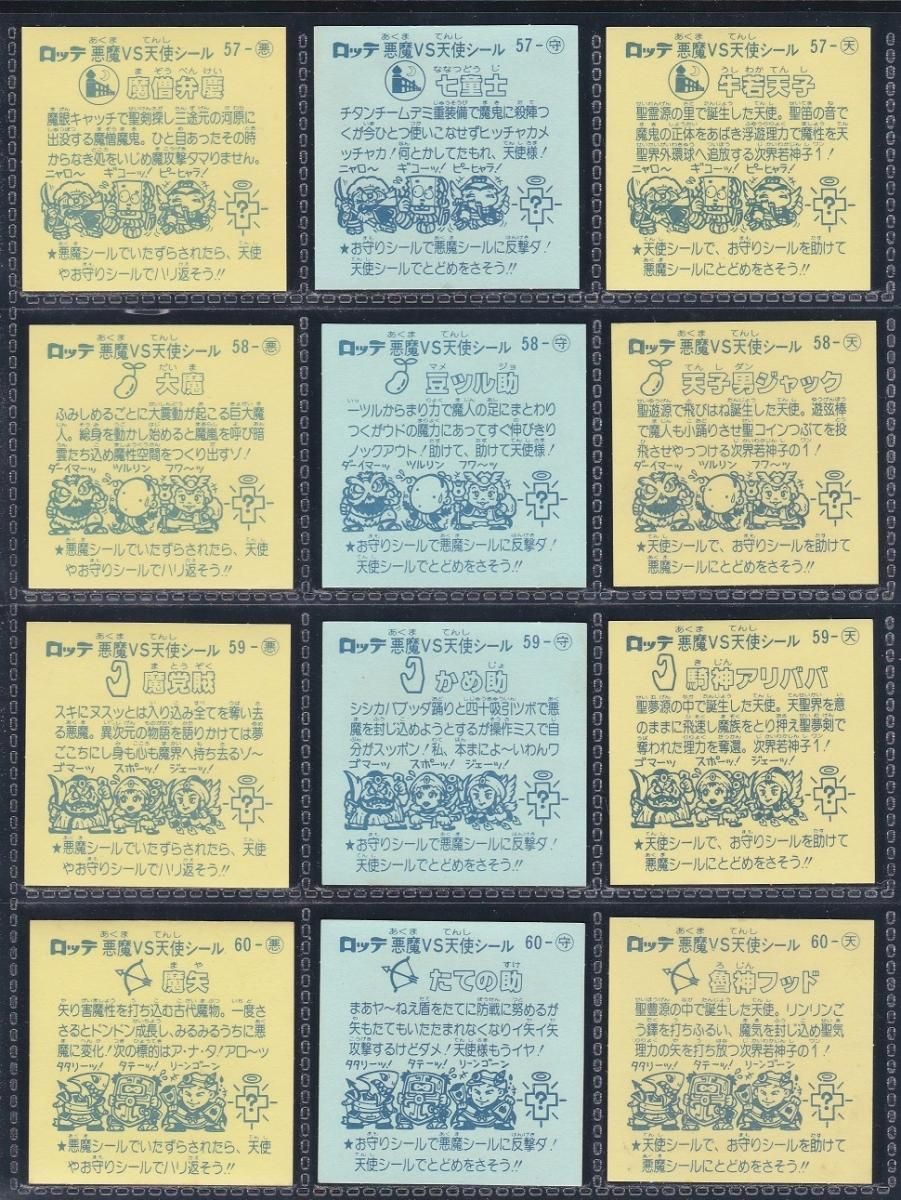 ロッテ 悪魔VS天使シール 57-悪
魔僧弁慶
魔眼キャッチで聖剣探し三途元の河原に
出没する魔僧魔鬼。ひと目あったその時
からなき処をいじめ魔攻撃タマりません。
ニャロ〜 ギコーッ! ピーヒャラ!
★悪魔シールでいたずらされたら、天使
やお守りシールでハリ返そう!!
ロッテ 悪魔VS天使シール 57-守
七童士
チタンチームデミ重装備で魔鬼に殺陣つ
くが今ひとつ使いこなせずヒッチャカメ
ッチャカ!何とかしてたもれ、天使様!
ニャロ〜 ギコーッ! ピーヒャラ!
★お守りシールで悪魔シールに反撃ダ!
天使シールでとどめをさそう!!
ロッテ 悪魔VS天使シール 57-天
牛若天子
聖霊源の男で誕生した天使。聖笛の音で
魔鬼の正体をあばき浮遊理力で魔性を天
聖界外環球へ追放する次界若神子1!
ニャロ〜 ギコーッ! ピーヒャラ!
★天使シールで、お守りシールを助けて
悪魔シールにとどめをさそう!!
ロッテ 悪魔VS天使シール 58-悪
大魔
ふみしめるごとに大震動が起こる巨大魔
人。総身を動かし始めると魔嵐を呼び暗
雲たち込め魔性空間をつくり出すゾ!
ダーイマーッ ツルリン フワ〜ッ
★悪魔シールでいたずらされたら、天使
やお守りシールでハリ返そう!!
ロッテ 悪魔VS天使シール 58-守
豆ツル助
一ツルからまり力で魔人の足にまとわり
つくがウドの魔力にあってすぐ伸びきり
ノックアウト!助けて、助けて天使様!
ダーイマーッ ツルリン フワ〜ッ
★お守りシールで悪魔シールに反撃ダ!
天使シールでとどめをさそう!!
ロッテ 悪魔VS天使シール 58-天
天子男ジャック
聖遊源で飛びはね誕生した天使。遊弦棒
で魔人も小踊りさせ聖コインつぶてを投
飛させやっつける次界若神子の1!
ダーイマーッ ツルリン フワ〜ッ
★天使シールで、お守りシールを助けて
悪魔シールにとどめをさそう!!
ロッテ 悪魔VS天使シール 59-悪
魔党賊
スキにヌスッとは入り込み全てを奪い去
る悪魔。異次元の物語を語りかけては夢
ごこちにし身も心も魔界へ持ち去るゾ〜
ゴマーッ スポーッ! ジェーッ!
★悪魔シールでいたずらされたら、天使
やお守りシールでハリ返そう!!
ロッテ 悪魔VS天使シール 59-守
かめ助
シシカバブッダ踊りと四十吸引ツボで悪
魔を封じ込めようとするが操作ミスで自
分がスッポン!私、本まによ〜いわんワ
ゴマーッ スポーッ! ジェーッ!
★お守りシールで悪魔シールに反撃ダ!
天使シールでとどめをさそう!!
ロッテ 悪魔VS天使シール 59-天
騎神アリババ
聖夢源の中で誕生した天使。天聖界を意
のままに飛遊し魔族をとり押え聖夢剣で
奪われた理力を奪還。次界若神子1!
ゴマーッ スポーッ! ジェーッ!
★天使シールで、お守りシールを助けて
悪魔シールにとどめをさそう!!
ロッテ 悪魔VS天使シール 60-悪
魔矢
矢り害魔性を打ち込む古代魔物。一度さ
さるとドンドン成長し、みるみるうちに悪
魔に変化!次の標的はア・ナ・タ!アローッ
タタリーッ! タテーッ! リーンゴーン
★悪魔シールでいたずらされたら、天使
やお守りシールでハリ返そう!!
ロッテ 悪魔VS天使シール 60-守
たての助
まあヤ〜ねえ盾をたてに防戦に努めるが
矢もたてもいたたまれなくなりイ矢イ矢
攻撃するけどダメ!天使様もうイヤ!
タタリーッ! タテーッ! リーンゴーン
★お守りシールで悪魔シールに反撃ダ!
天使シールでとどめをさそう!!
ロッテ 悪魔VS天使シール 60-天
魯神フッド
聖豊源の中で誕生した天使。リンリンご
う鐸を打ちふるい、魔気を封じ込め聖気
理力の矢を打ち放つ次界若神子の1!
タタリーッ! タテーッ! リーンゴーン
★天使シールで、お守りシールを助けて
悪魔シールにとどめをさそう!!